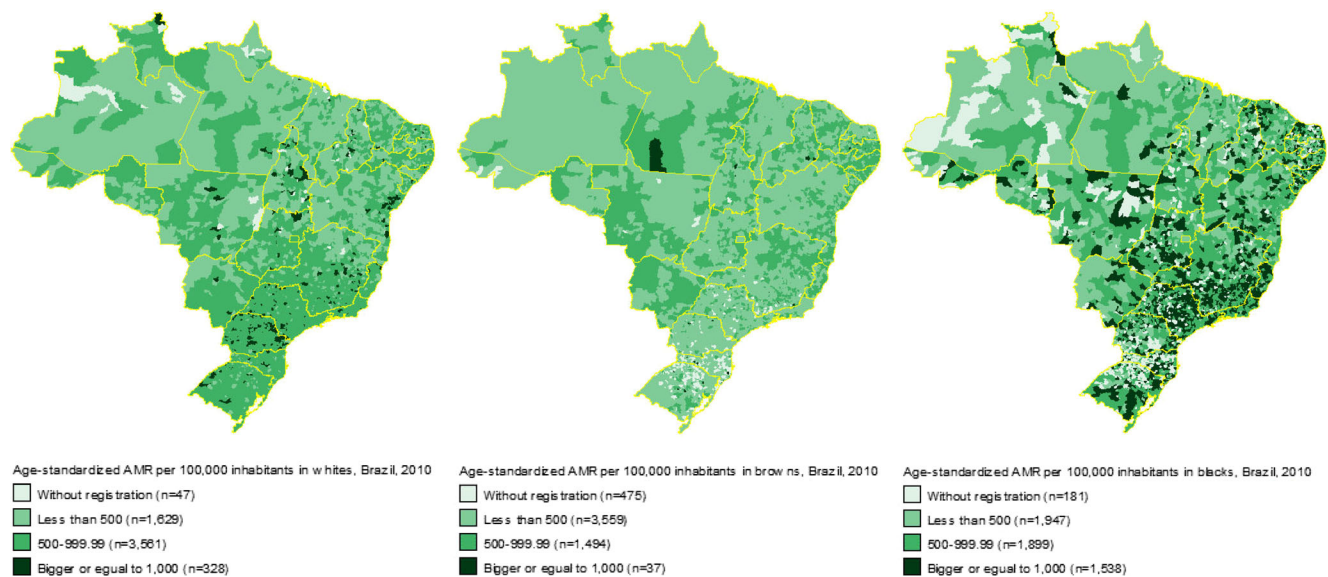 Age-standardized AMR per 100,000 inhabitants in whites, Brazil, 2010
Without registration (n=47)
Less than 500 (n=1,629)
500-999.99 (n=3,561)
Bigger or equal to 1,000 (n=328)
Age-standardized AMR per 100,000 inhabitants in browns, Brazil, 2010
Without registration (n=475)
Less than 500 (n=3,559)
500-999.99 (n=1,494)
Bigger or equal to 1,000 (n=37)
Age-standardized AMR per 100,000 inhabitants in blacks, Brazil, 2010
Without registration (n=181)
Less than 500 (n=1,947)
500-999.99 (n=1,899)
Bigger or equal to 1,000 (n=1,538)